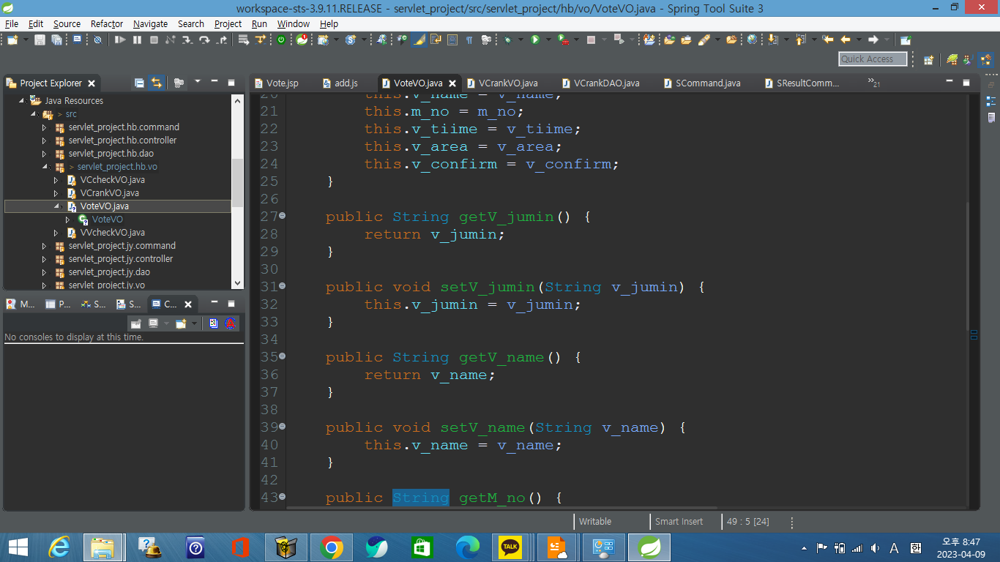 workspace-sts-3.9.11.RELEASE - servlet_project/src/servlet_project/hb/vo/VoteVO.java - Spring Tool Suite 3
File Edit Source Refactor Navigate Search Project Run Window Help
Quick Access
Project Explorer
Java Resources
> src
servlet_project.hb.command
servlet_project.hb.controller
servlet_project.hb.dao
> servlet_project.hb.vo
VCcheckVO.java
VCrankVO.java
VoteVO.java
VoteVO
VVcheckVO.java
servlet_project.jy.command
servlet_project.jy.controller
servlet_project.jy.dao
servlet_project.jy.vo
M... P... S... S... C...
No consoles to display at this time.
Vote.jsp add.js VoteVO.java VCrankVO.java VCrankDAO.java SCommand.java SResultComm... »21
20 this.v_name = v_name;
21 this.m_no = m_no;
22 this.v_tiime = v_tiime;
23 this.v_area = v_area;
24 this.v_confirm = v_confirm;
25 }
26
27 public String getV_jumin() {
28 return v_jumin;
29 }
30
31 public void setV_jumin(String v_jumin) {
32 this.v_jumin = v_jumin;
33 }
34
35 public String getV_name() {
36 return v_name;
37 }
38
39 public void setV_name(String v_name) {
40 this.v_name = v_name;
41 }
42
43 public String getM_no() {
Writable Smart Insert 49 : 5 [24]
TALK
A 한
오후 8:47
2023-04-09